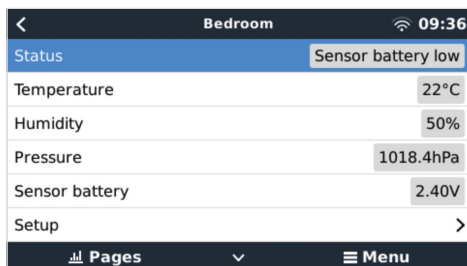 Bedroom 09:36
Status Sensor battery low
Temperature 22°C
Humidity 50%
Pressure 1018.4hPa
Sensor battery 2.40V
Setup
Pages Menu